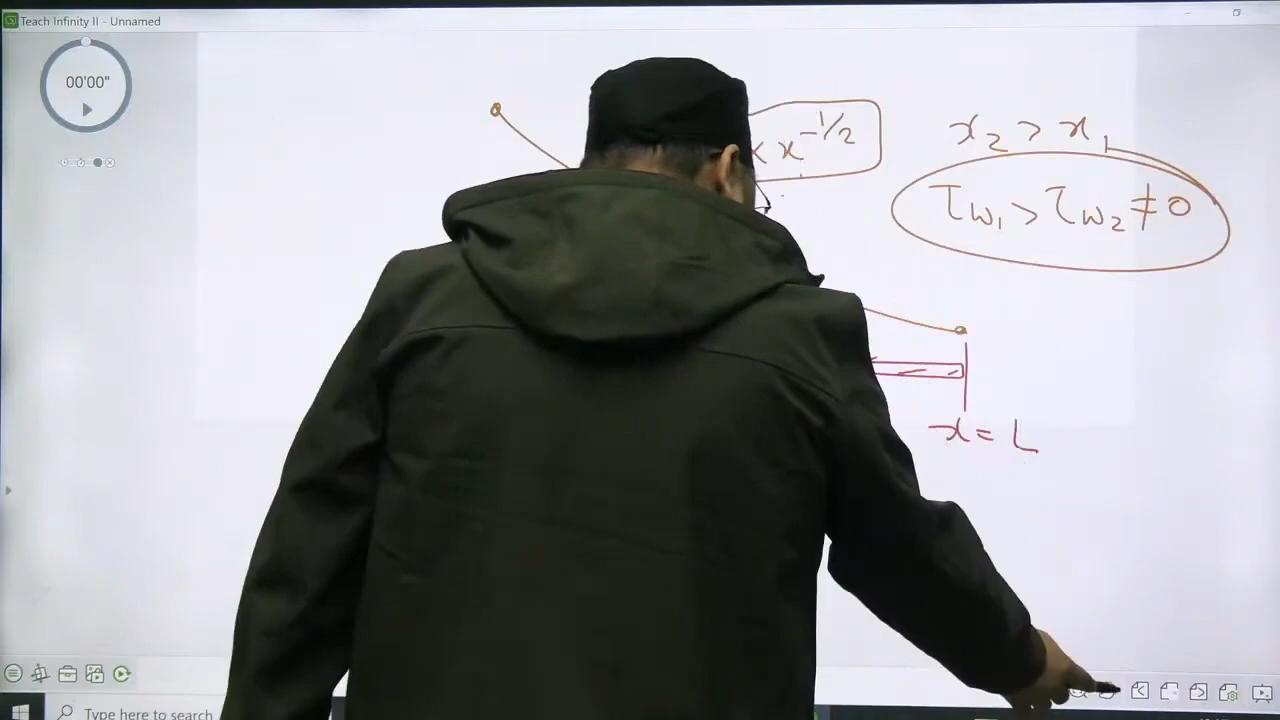 Teach Infinity II - Unnamed
00'00"
x^{-1/2}
x₂ > x₁
τw₁ > τw₂ ≠ 0
x = L
Type here to search